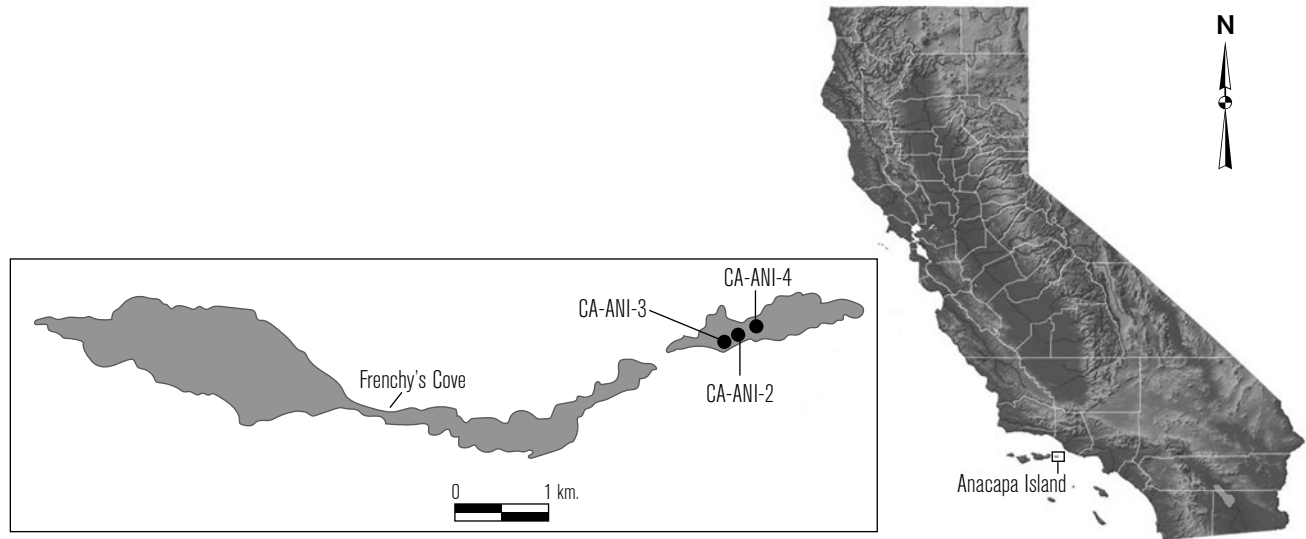 N
CA-ANI-4
CA-ANI-3
Frenchy's Cove
CA-ANI-2
Anacapa Island
0 1 km.